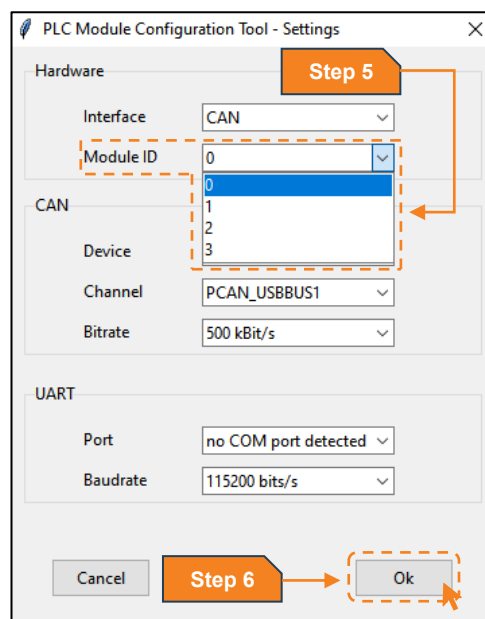 PLC Module Configuration Tool - Settings
Hardware
Step 5
Interface CAN
Module ID 0
0
1
2
3
CAN
Device
Channel PCAN_USBBUS1
Bitrate 500 kBit/s
UART
Port no COM port detected
Baudrate 115200 bits/s
Cancel Step 6 Ok